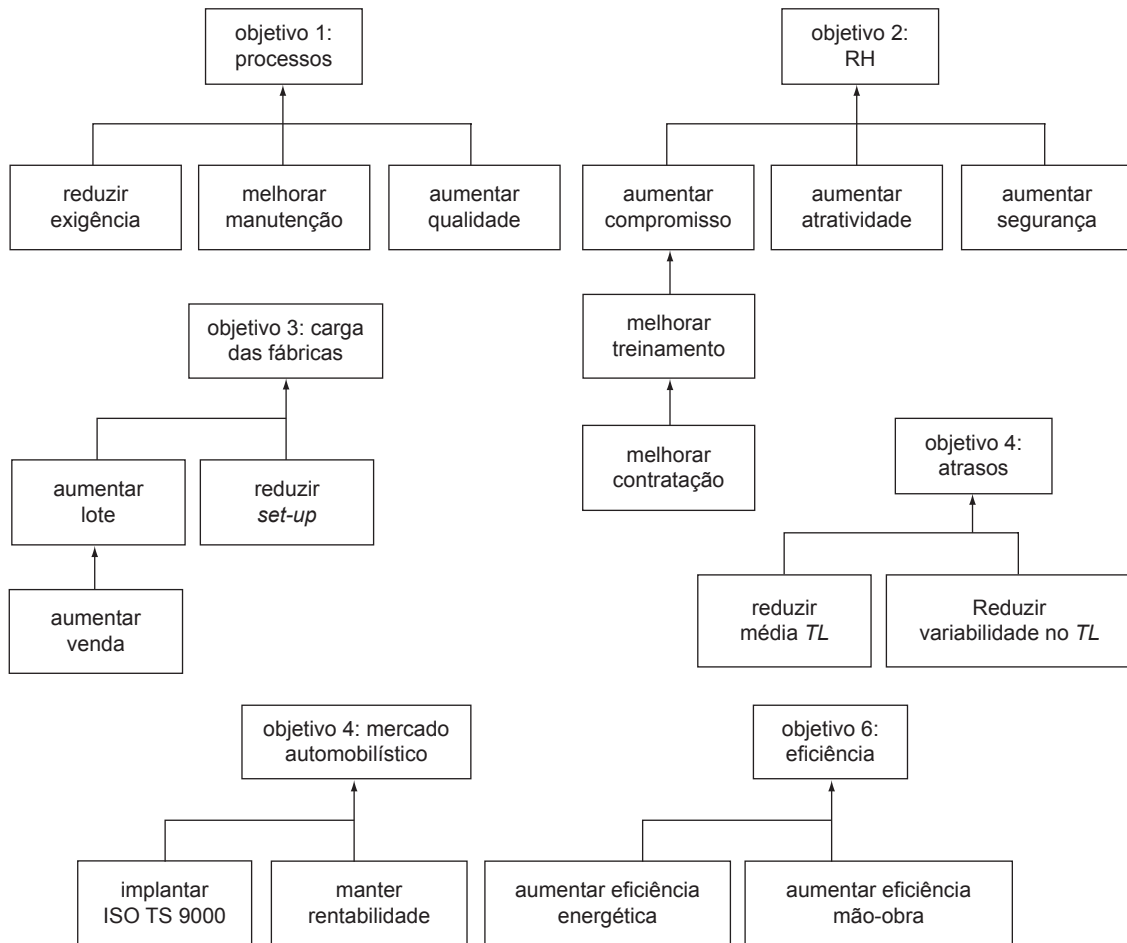 objetivo 1:
processos
objetivo 2:
RH
reduzir
exigência
melhorar
manutenção
aumentar
qualidade
aumentar
compromisso
aumentar
atratividade
aumentar
segurança
objetivo 3: carga
das fábricas
melhorar
treinamento
aumentar
lote
reduzir
set-up
melhorar
contratação
objetivo 4:
atrasos
aumentar
venda
reduzir
média TL
Reduzir
variabilidade no TL
objetivo 4: mercado
automobilístico
objetivo 6:
eficiência
implantar
ISO TS 9000
manter
rentabilidade
aumentar eficiência
energética
aumentar eficiência
mão-obra